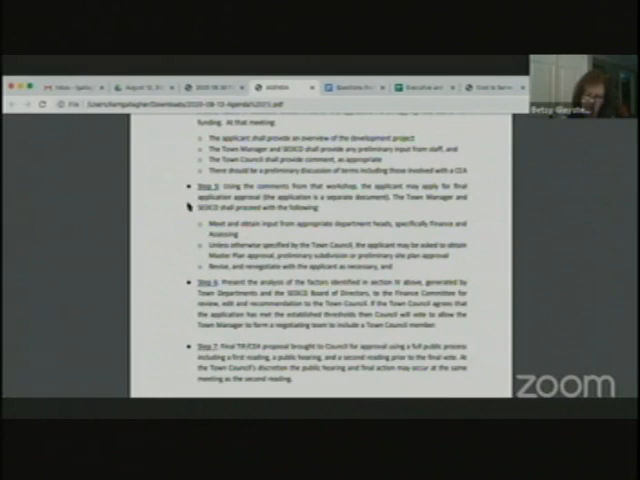 AGENDA
File
funding. At that meeting:
○ The applicant shall provide an overview of the development project
○ The Town Manager and SEDCO shall provide any preliminary input from staff, and
○ The Town Council shall provide comment, as appropriate
○ There should be a preliminary discussion of terms including those involved with a CEA
• Step 5: Using the comments from that workshop, the applicant may apply for final
application approval (the application is a separate document). The Town Manager and
SEDCO shall proceed with the following:
○ Meet and obtain input from appropriate department heads, specifically Finance and
Assessing
○ Unless otherwise specified by the Town Council, the applicant may be asked to obtain
Master Plan approval, preliminary subdivision or preliminary site plan approval
○ Revise, and renegotiate with the applicant as necessary, and
• Step 6: Present the analysis of the factors identified in section IV above, generated by
Town Departments and the SEDCO Board of Directors, to the Finance Committee for
review, edit and recommendation to the Town Council. If the Town Council agrees that
the application has met the established thresholds then Council will vote to allow the
Town Manager to form a negotiating team to include a Town Council member.
• Step 7: Final TIF/CEA proposal brought to Council for approval using a full public process
including a first reading, a public hearing, and a second reading prior to the final vote. At
the Town Council's discretion the public hearing and final action may occur at the same
meeting as the second reading.
Betsy
zoom